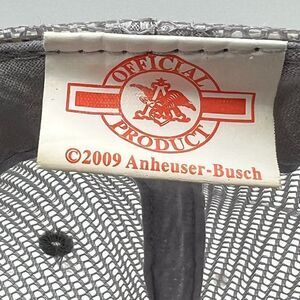 OFFICIAL
PRODUCT
©2009 Anheuser-Busch